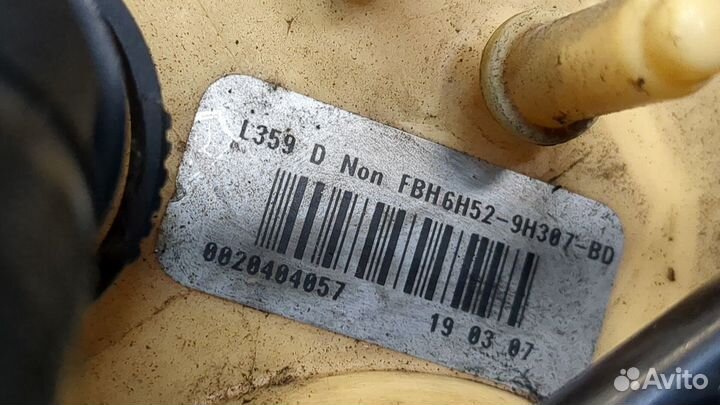 L359 D Non FBH6H52-9H307-BD
0020404057
19 03 07
Avito